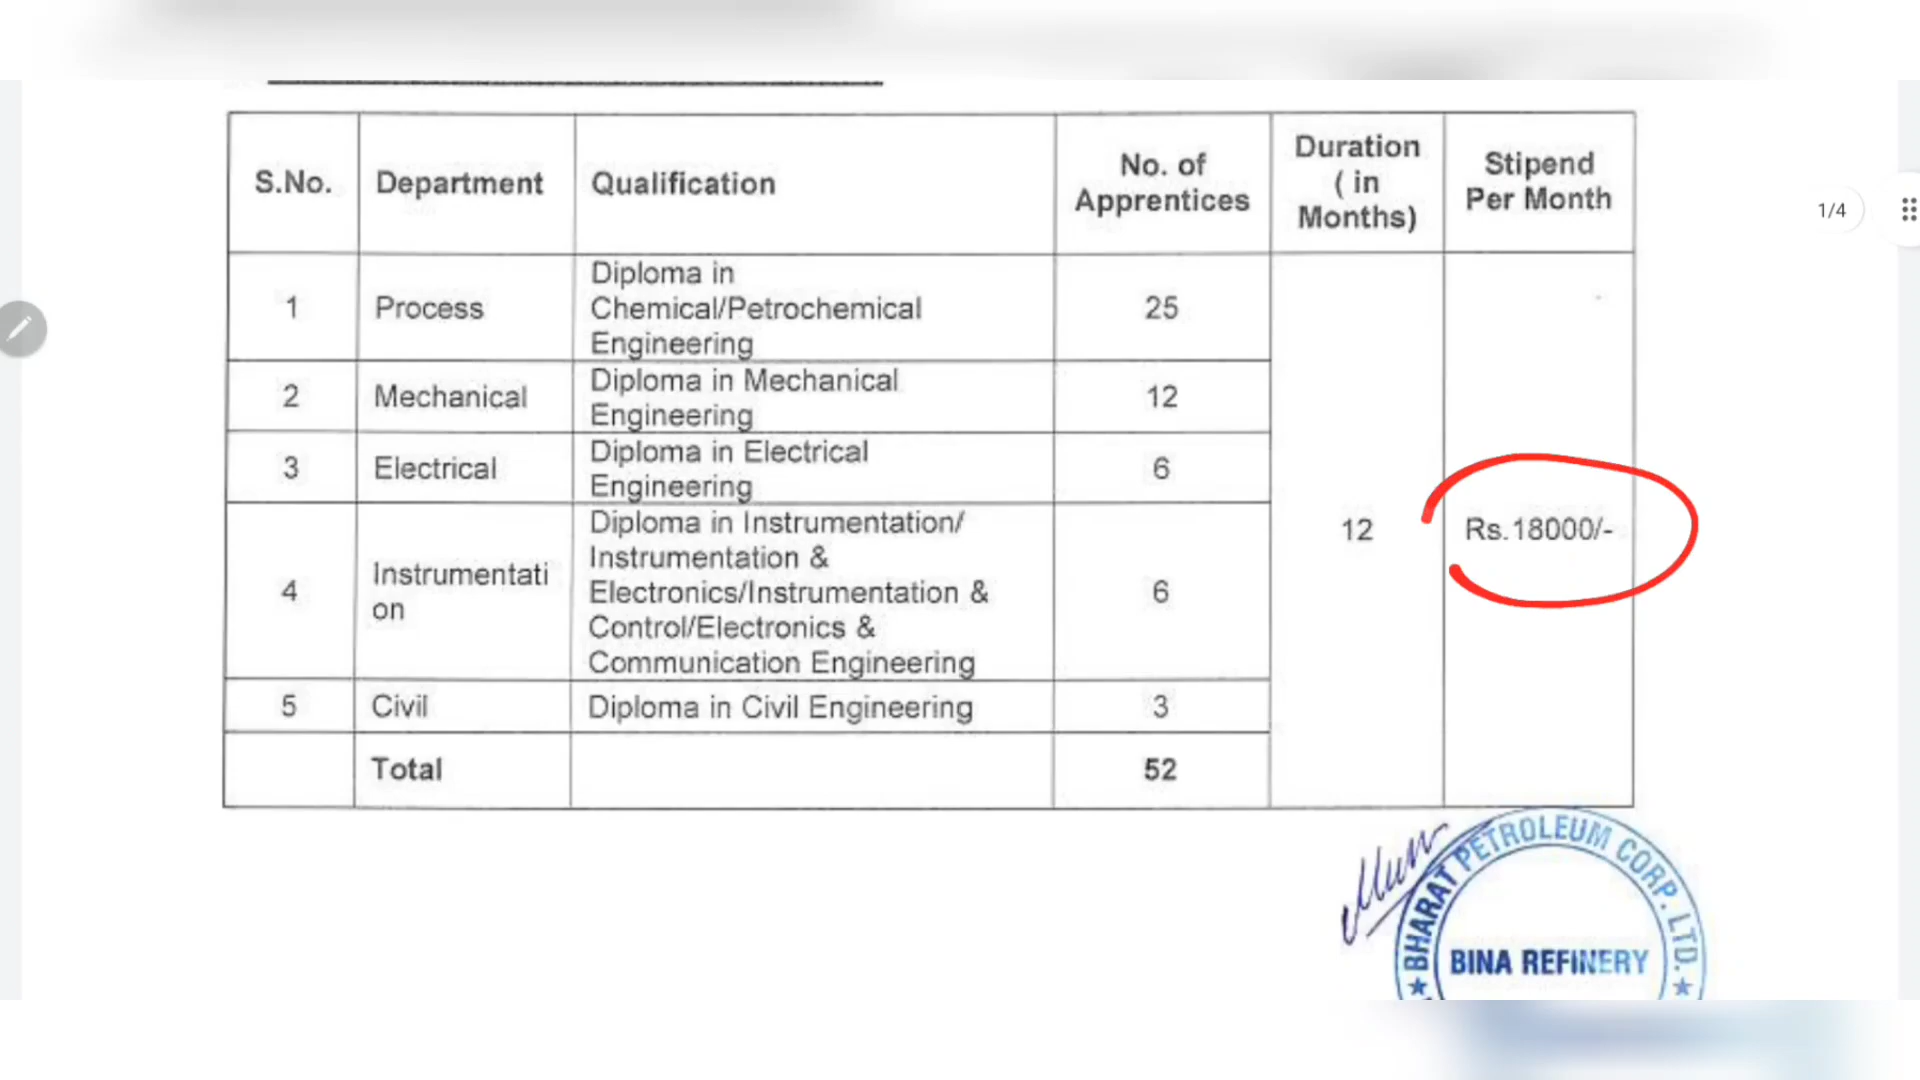 S.No.
Department
Qualification
No. of
Apprentices
Duration
( in
Months)
Stipend
Per Month
1
Process
Diploma in
Chemical/Petrochemical
Engineering
25
2
Mechanical
Diploma in Mechanical
Engineering
12
3
Electrical
Diploma in Electrical
Engineering
6
4
Instrumentati
on
Diploma in Instrumentation/
Instrumentation &
Electronics/Instrumentation &
Control/Electronics &
Communication Engineering
6
5
Civil
Diploma in Civil Engineering
3
Total
52
12
Rs.18000/-
1/4
BHARAT PETROLEUM CORP. LTD.
BINA REFINERY